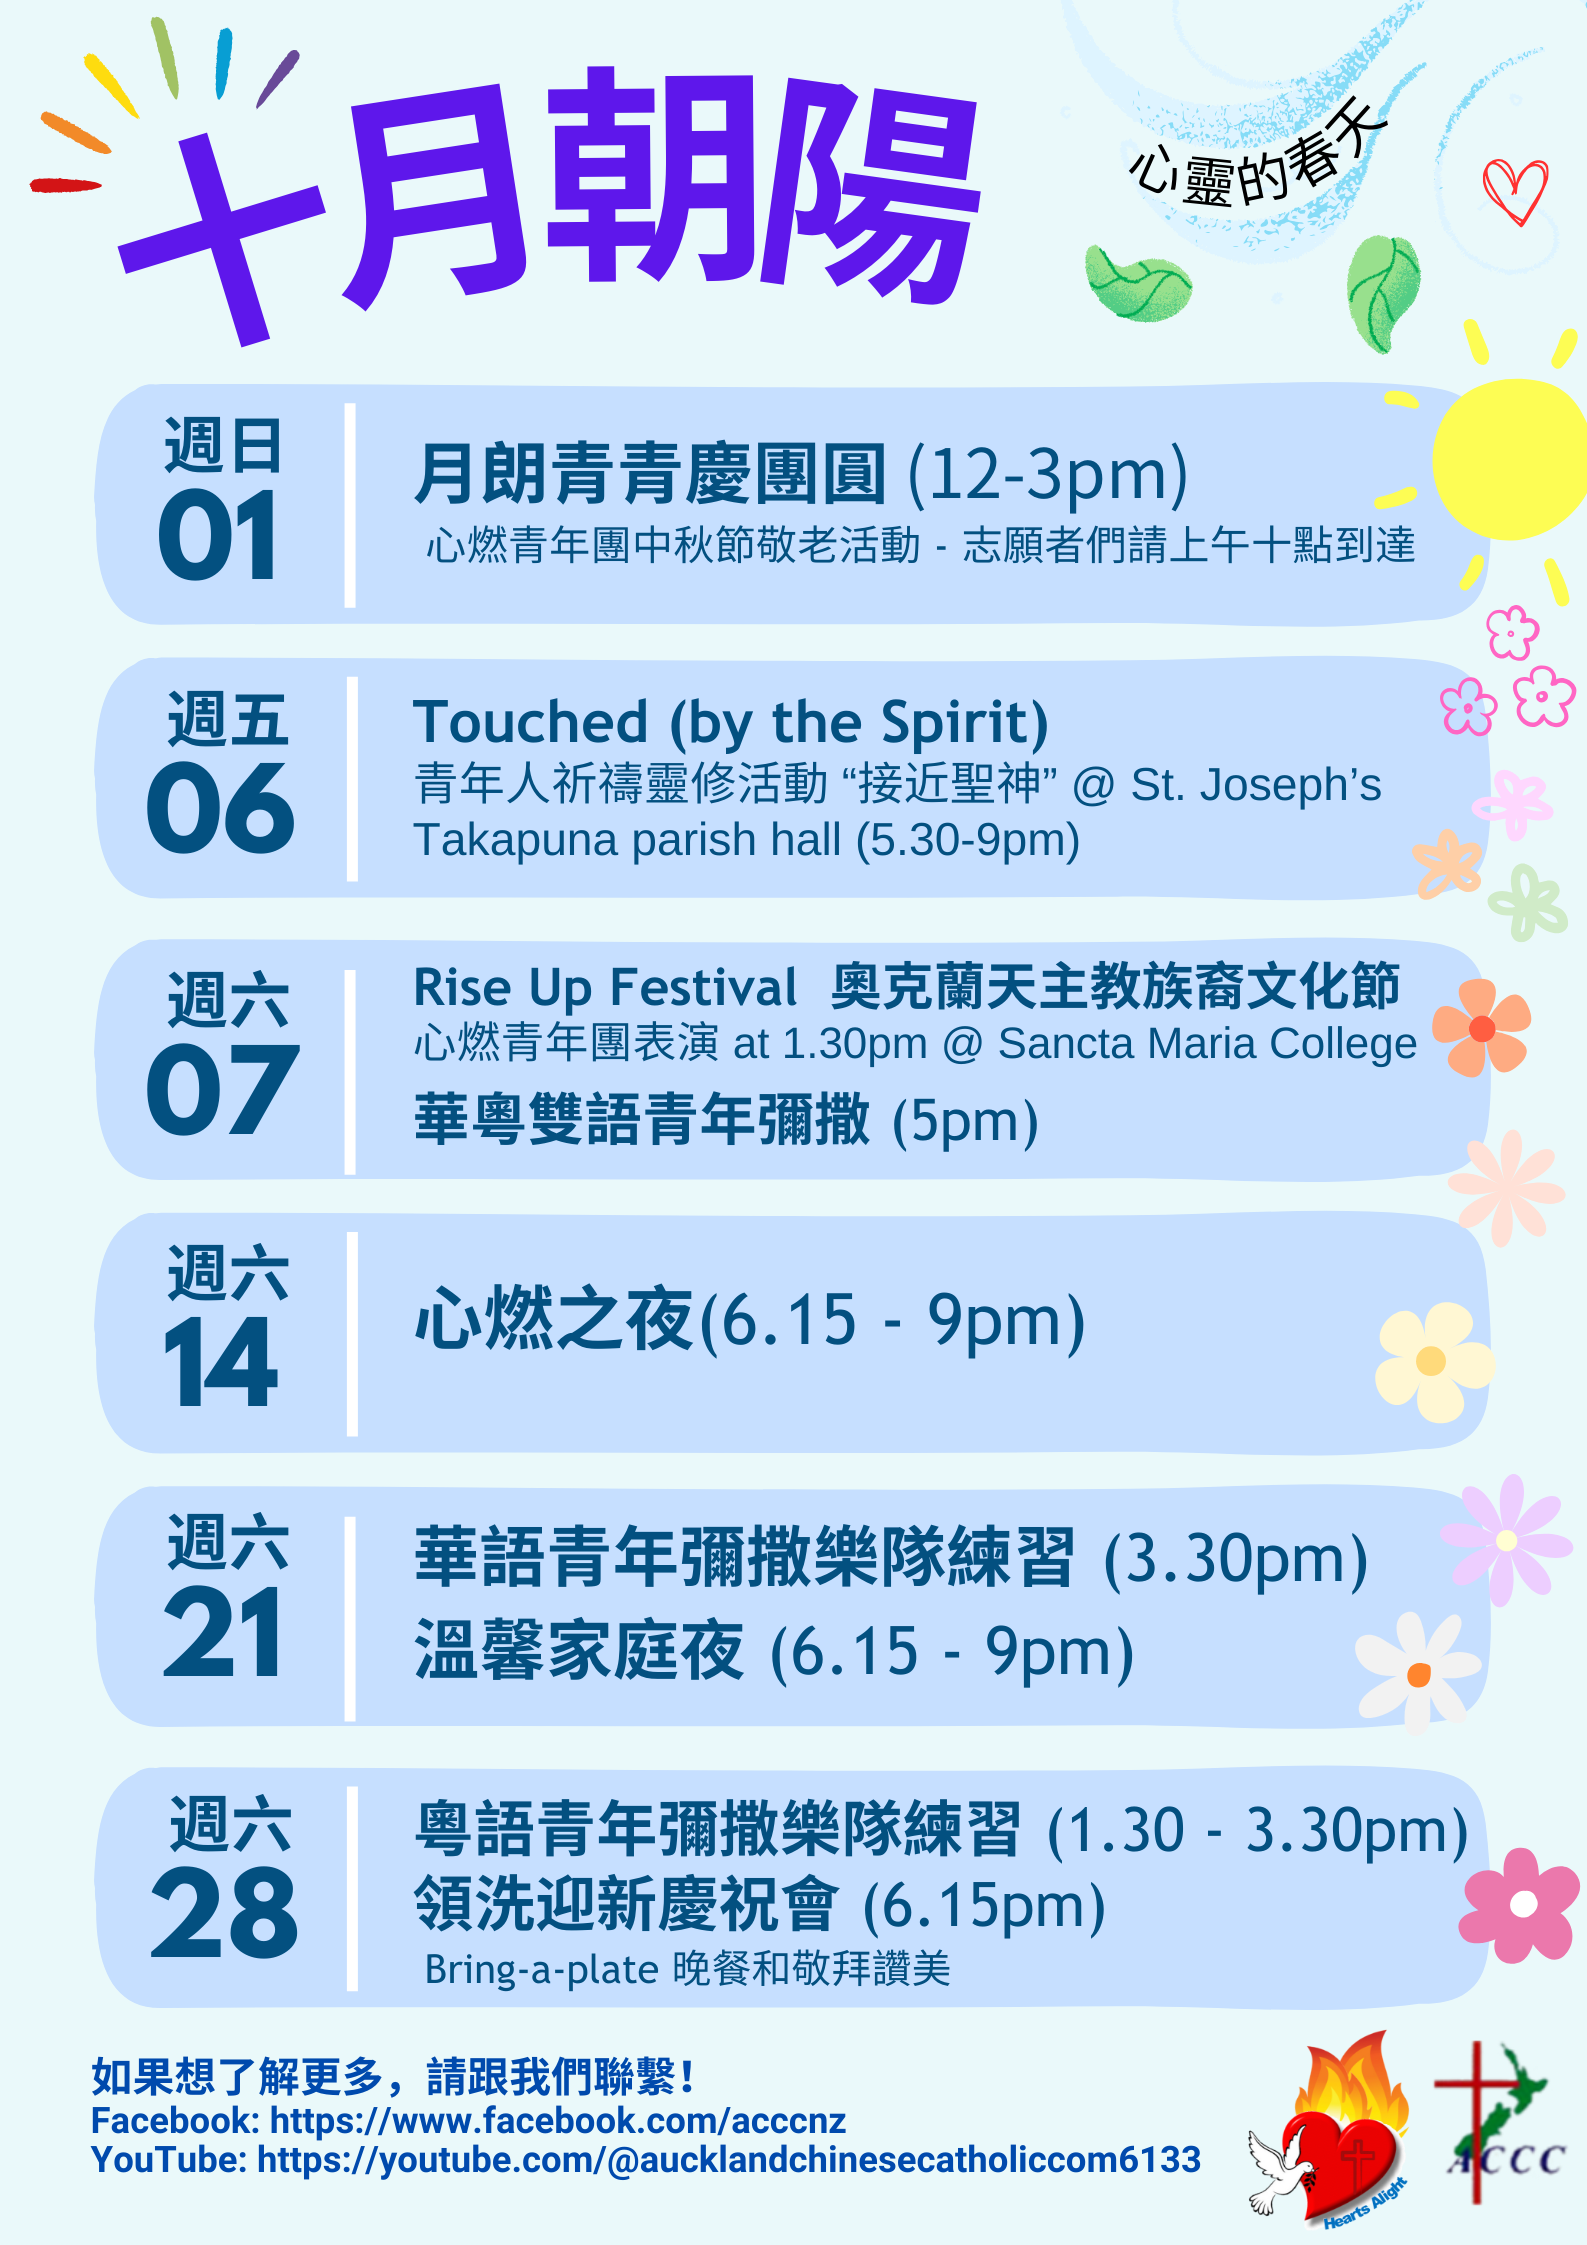 十月朝陽
心靈的春天
週日
01
月朗青青慶團圓 (12-3pm)
心燃青年團中秋節敬老活動 - 志願者們請上午十點到達
週五
06
Touched (by the Spirit)
青年人祈禱靈修活動 “接近聖神” @ St. Joseph’s
Takapuna parish hall (5.30-9pm)
週六
07
Rise Up Festival 奧克蘭天主教族裔文化節
心燃青年團表演 at 1.30pm @ Sancta Maria College
華粵雙語青年彌撒 (5pm)
週六
14
心燃之夜(6.15 - 9pm)
週六
21
華語青年彌撒樂隊練習 (3.30pm)
溫馨家庭夜 (6.15 - 9pm)
週六
28
粵語青年彌撒樂隊練習 (1.30 - 3.30pm)
領洗迎新慶祝會 (6.15pm)
Bring-a-plate 晚餐和敬拜讚美
如果想了解更多，請跟我們聯繫！
Facebook: https://www.facebook.com/acccnz
YouTube: https://youtube.com/@aucklandchinesecatholiccom6133
Hearts Alight
ACCC